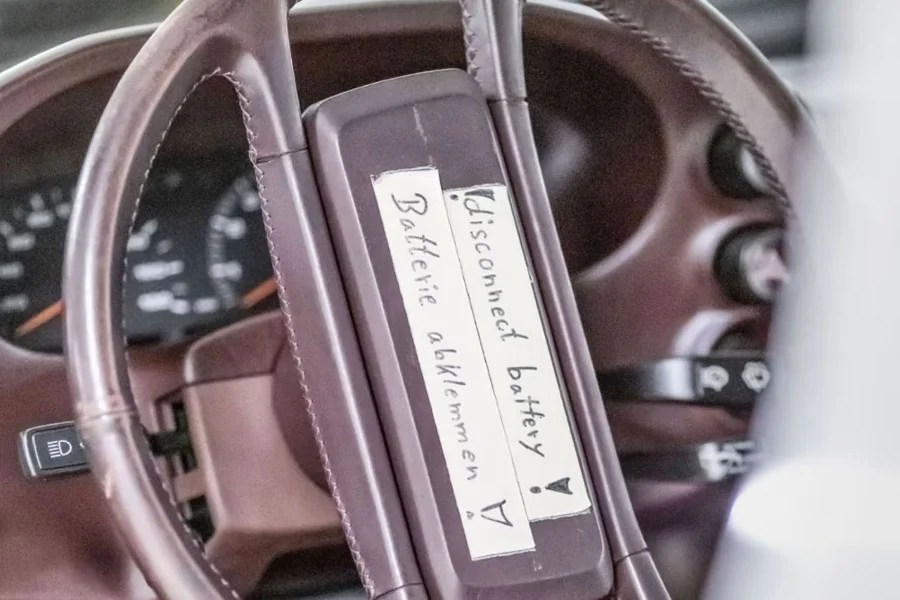 ! disconnect battery !
Batterie abklemmen !